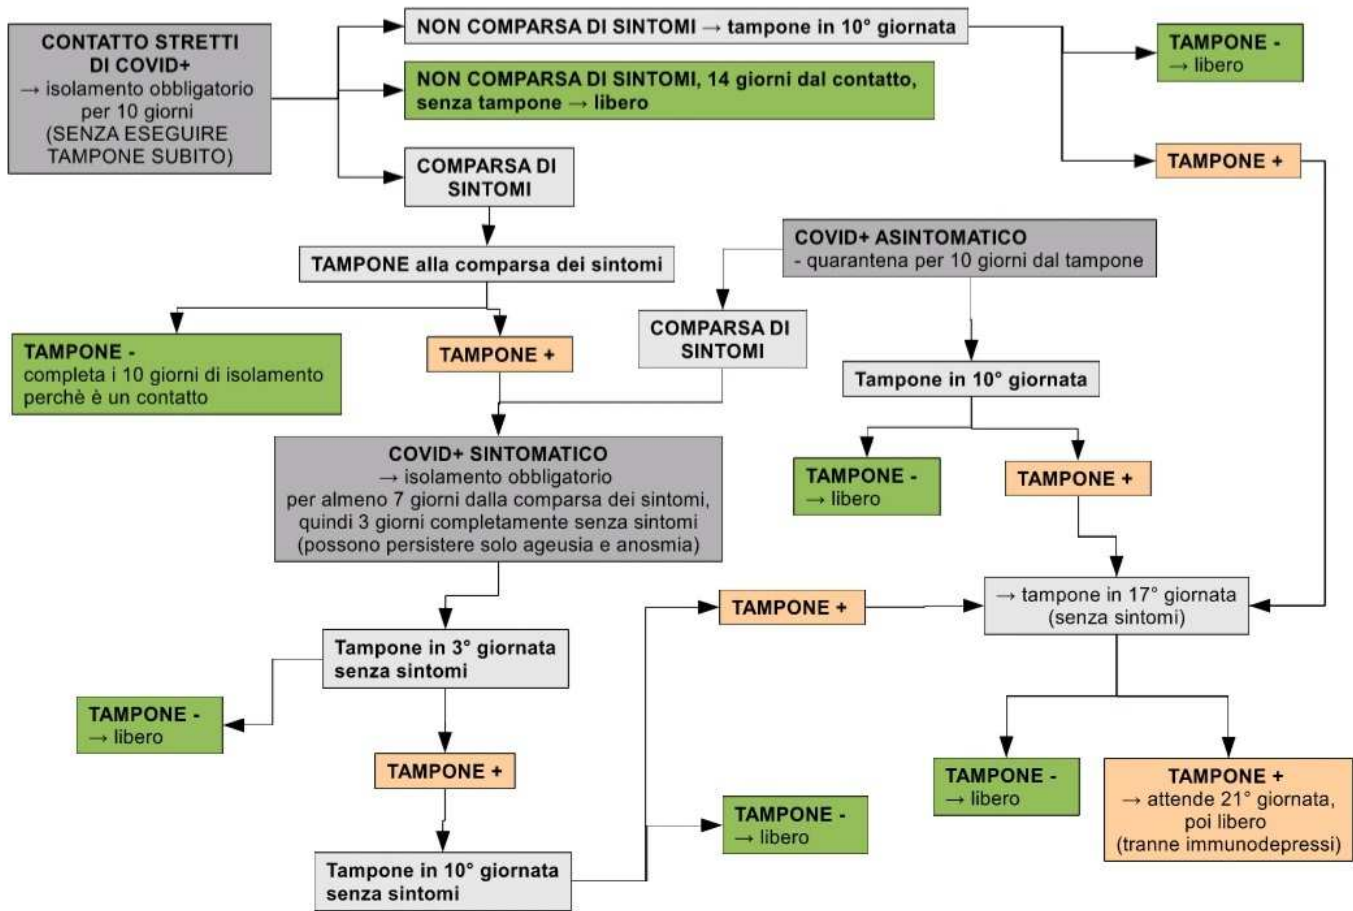 CONTATTO STRETTI
DI COVID+
→ isolamento obbligatorio
per 10 giorni
(SENZA ESEGUIRE
TAMPONE SUBITO)
NON COMPARSA DI SINTOMI → tampone in 10° giornata
TAMPONE -
→ libero
NON COMPARSA DI SINTOMI, 14 giorni dal contatto,
senza tampone → libero
TAMPONE +
COMPARSA DI
SINTOMI
TAMPONE alla comparsa dei sintomi
COVID+ ASINTOMATICO
- quarantena per 10 giorni dal tampone
COMPARSA DI
SINTOMI
TAMPONE -
completa i 10 giorni di isolamento
perchè è un contatto
TAMPONE +
Tampone in 10° giornata
COVID+ SINTOMATICO
→ isolamento obbligatorio
per almeno 7 giorni dalla comparsa dei sintomi,
quindi 3 giorni completamente senza sintomi
(possono persistere solo ageusia e anosmia)
TAMPONE -
→ libero
TAMPONE +
TAMPONE +
→ tampone in 17° giornata
(senza sintomi)
Tampone in 3° giornata
senza sintomi
TAMPONE -
→ libero
TAMPONE +
TAMPONE -
→ libero
TAMPONE +
→ attende 21° giornata,
poi libero
(tranne immunodepressi)
TAMPONE -
→ libero
Tampone in 10° giornata
senza sintomi